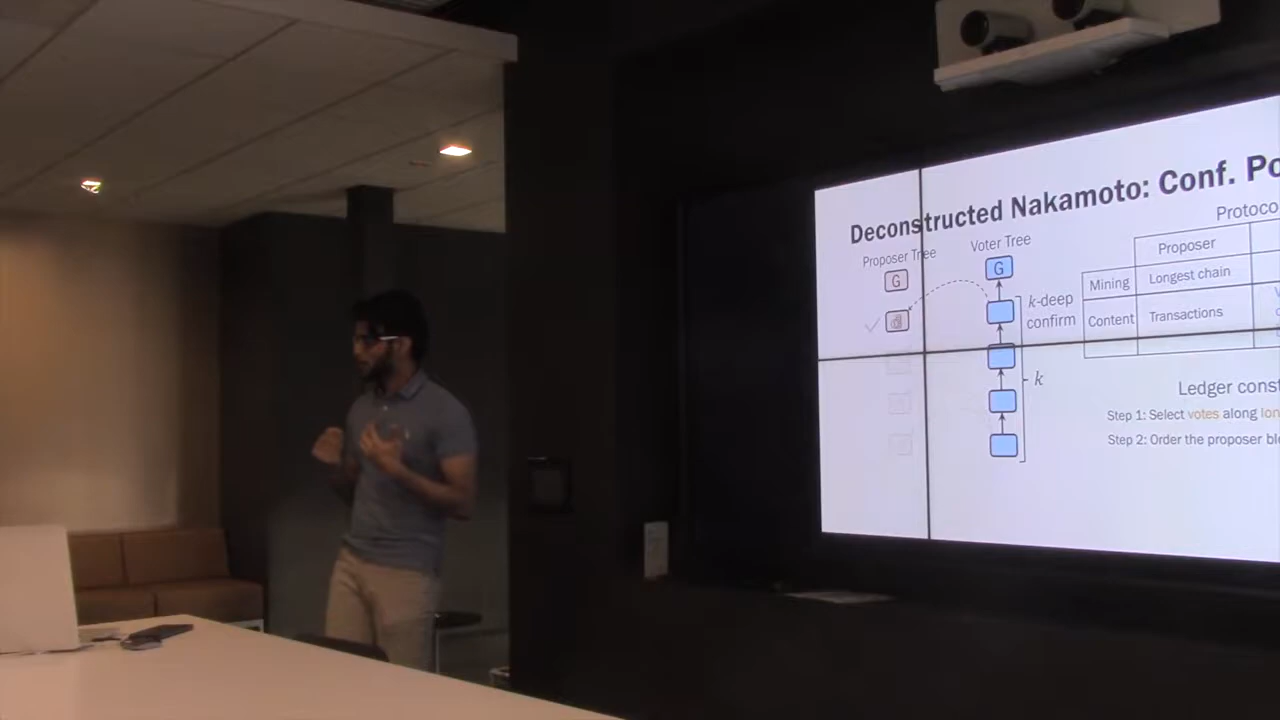 Deconstructed Nakamoto: Conf. Po
Proposer Tree
Voter Tree
G
G
k-deep
confirm
k
Protoco
Proposer
Mining
Longest chain
Content
Transactions
Ledger const
Step 1: Select votes along lon
Step 2: Order the proposer blo